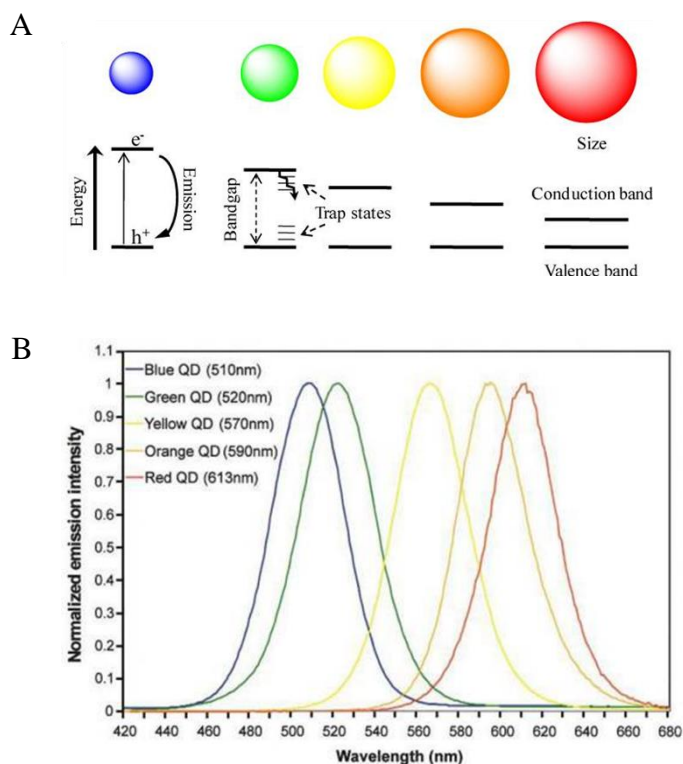 A
Size
e-
Energy
Emission
h+
Bandgap
Trap states
Conduction band
Valence band
B
1.1
1
0.9
0.8
0.7
0.6
0.5
0.4
0.3
0.2
0.1
0
Normalized emission intensity
Blue QD (510nm)
Green QD (520nm)
Yellow QD (570nm)
Orange QD (590nm)
Red QD (613nm)
420 440 460 480 500 520 540 560 580 600 620 640 660 680
Wavelength (nm)